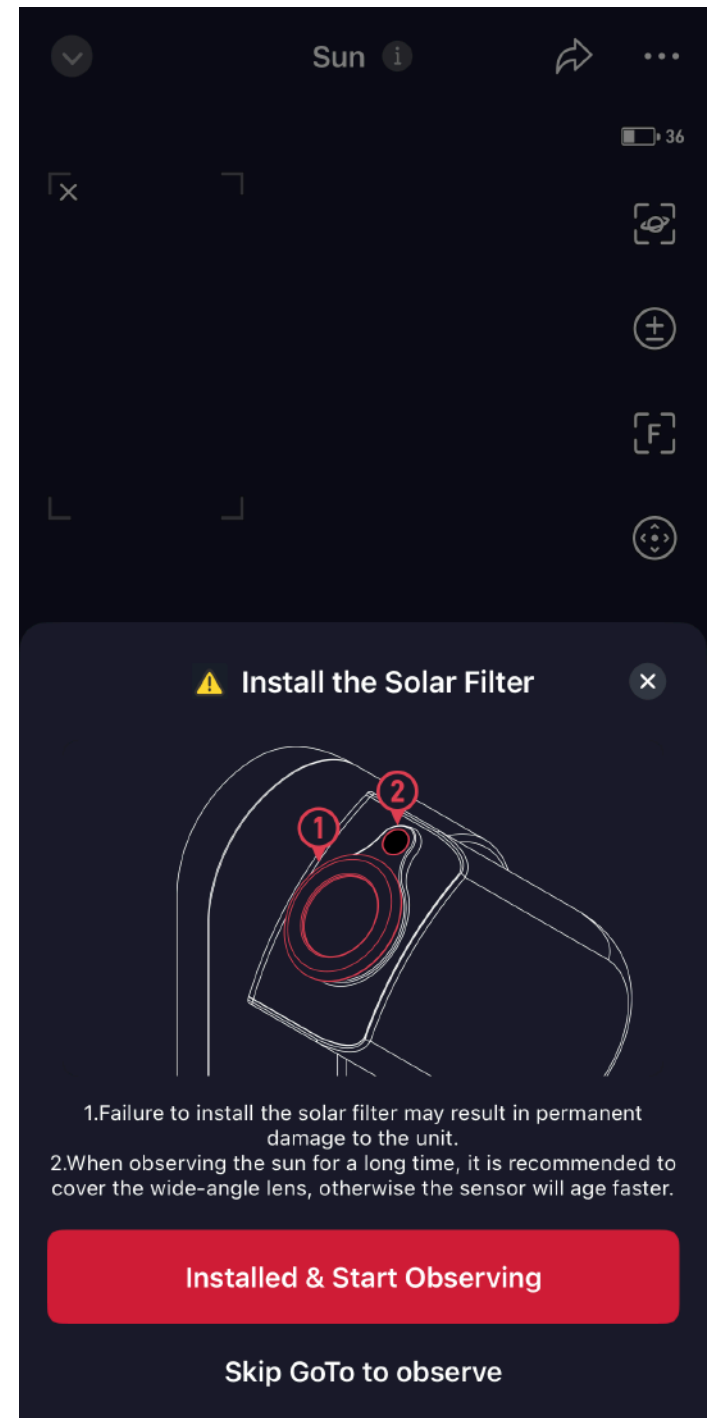 Sun i
36
F
⚠ Install the Solar Filter
2
1
1.Failure to install the solar filter may result in permanent
damage to the unit.
2.When observing the sun for a long time, it is recommended to
cover the wide-angle lens, otherwise the sensor will age faster.
Installed & Start Observing
Skip GoTo to observe